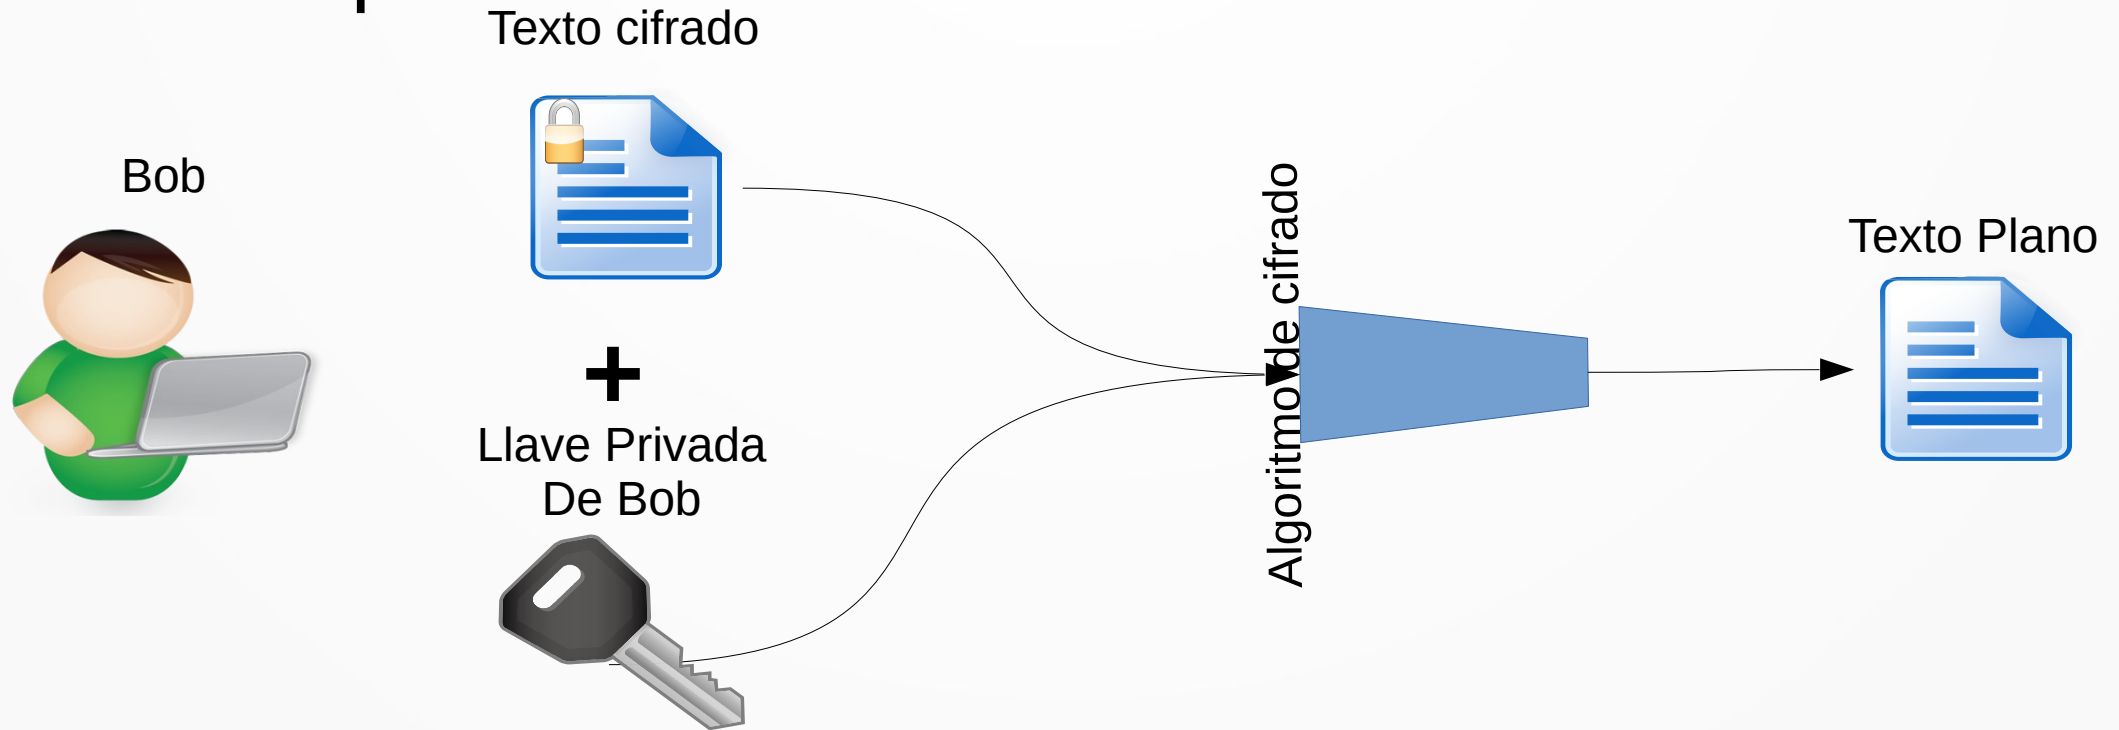 Texto cifrado
Bob
+
Llave Privada
De Bob
Algoritmo de cifrado
Texto Plano